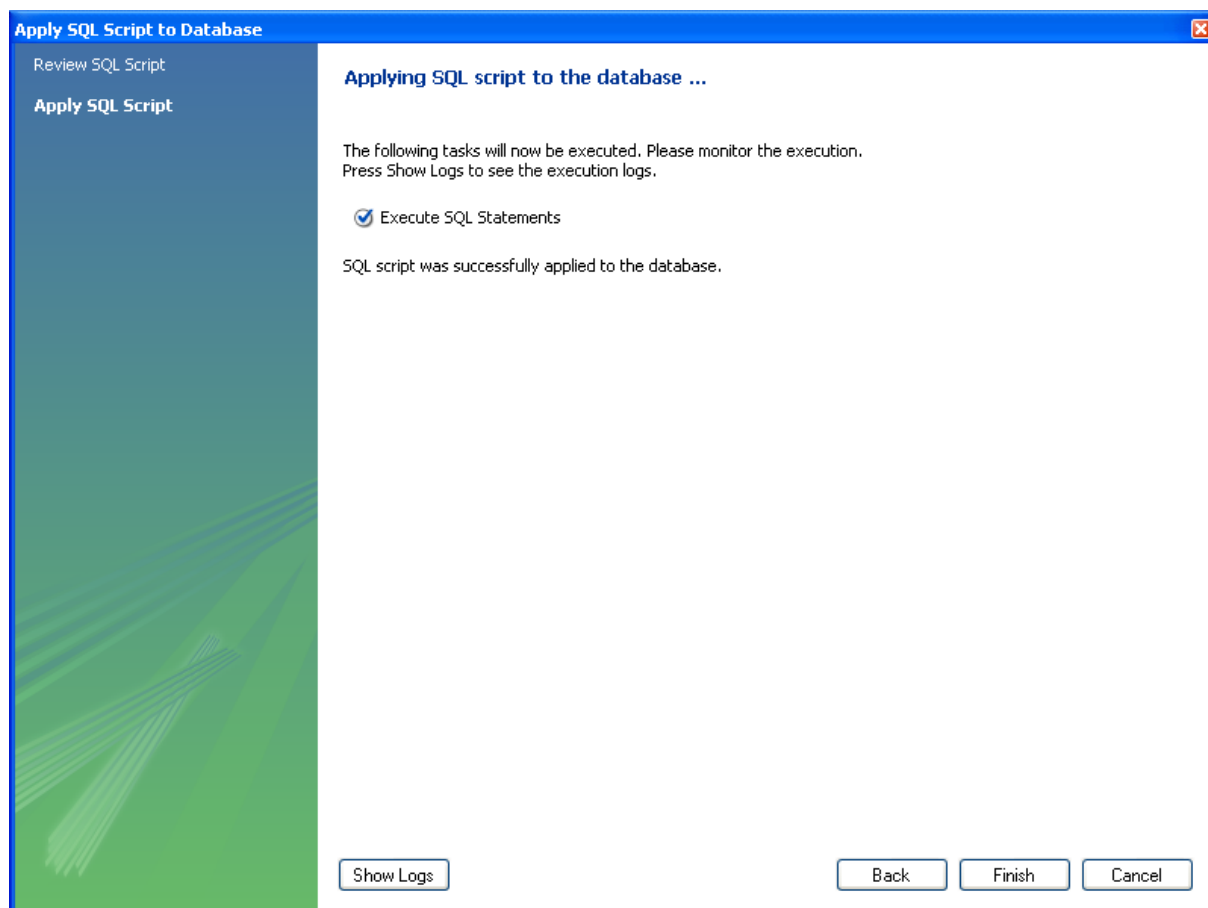 Apply SQL Script to Database
Review SQL Script
Apply SQL Script
Applying SQL script to the database ...
The following tasks will now be executed. Please monitor the execution.
Press Show Logs to see the execution logs.
Execute SQL Statements
SQL script was successfully applied to the database.
Show Logs
Back
Finish
Cancel